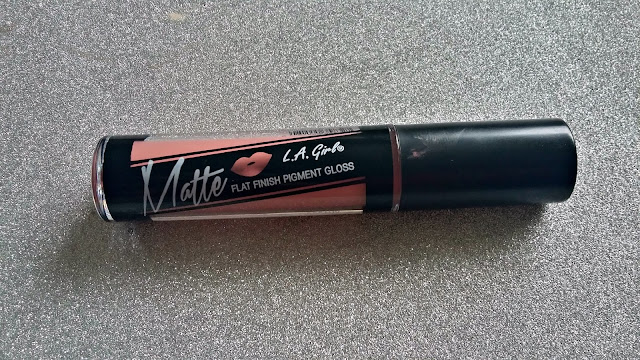 L.A. Girl®
Matte
FLAT FINISH PIGMENT GLOSS